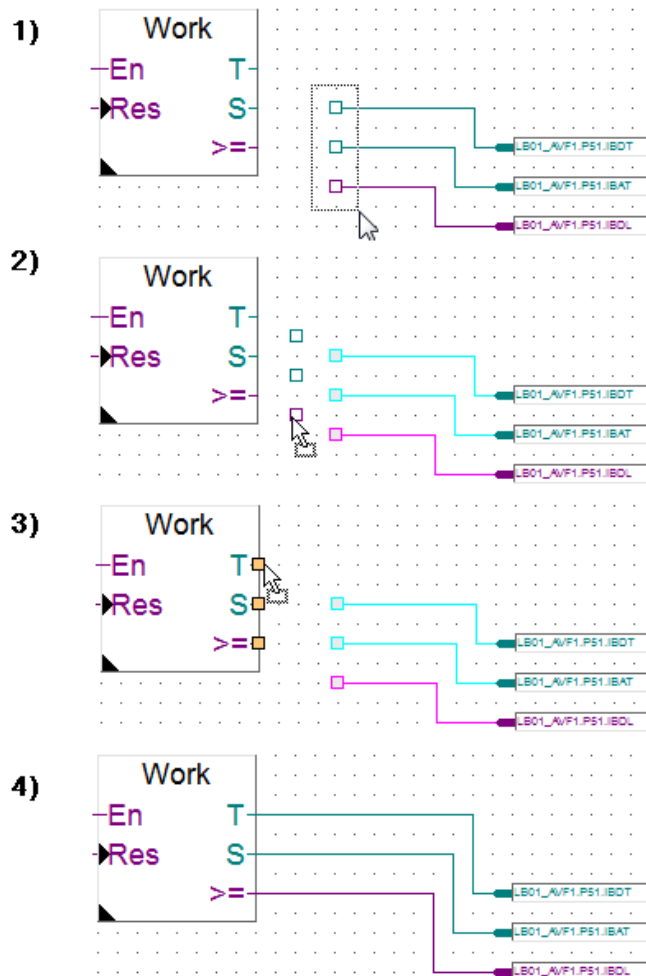 1)
Work
En T
Res S
>=
LB01_AVF1.P51.IBDT
LB01_AVF1.P51.IBAT
LB01_AVF1.P51.IBDL
2)
Work
En T
Res S
>=
LB01_AVF1.P51.IBDT
LB01_AVF1.P51.IBAT
LB01_AVF1.P51.IBDL
3)
Work
En T
Res S
>=
LB01_AVF1.P51.IBDT
LB01_AVF1.P51.IBAT
LB01_AVF1.P51.IBDL
4)
Work
En T
Res S
>=
LB01_AVF1.P51.IBDT
LB01_AVF1.P51.IBAT
LB01_AVF1.P51.IBDL